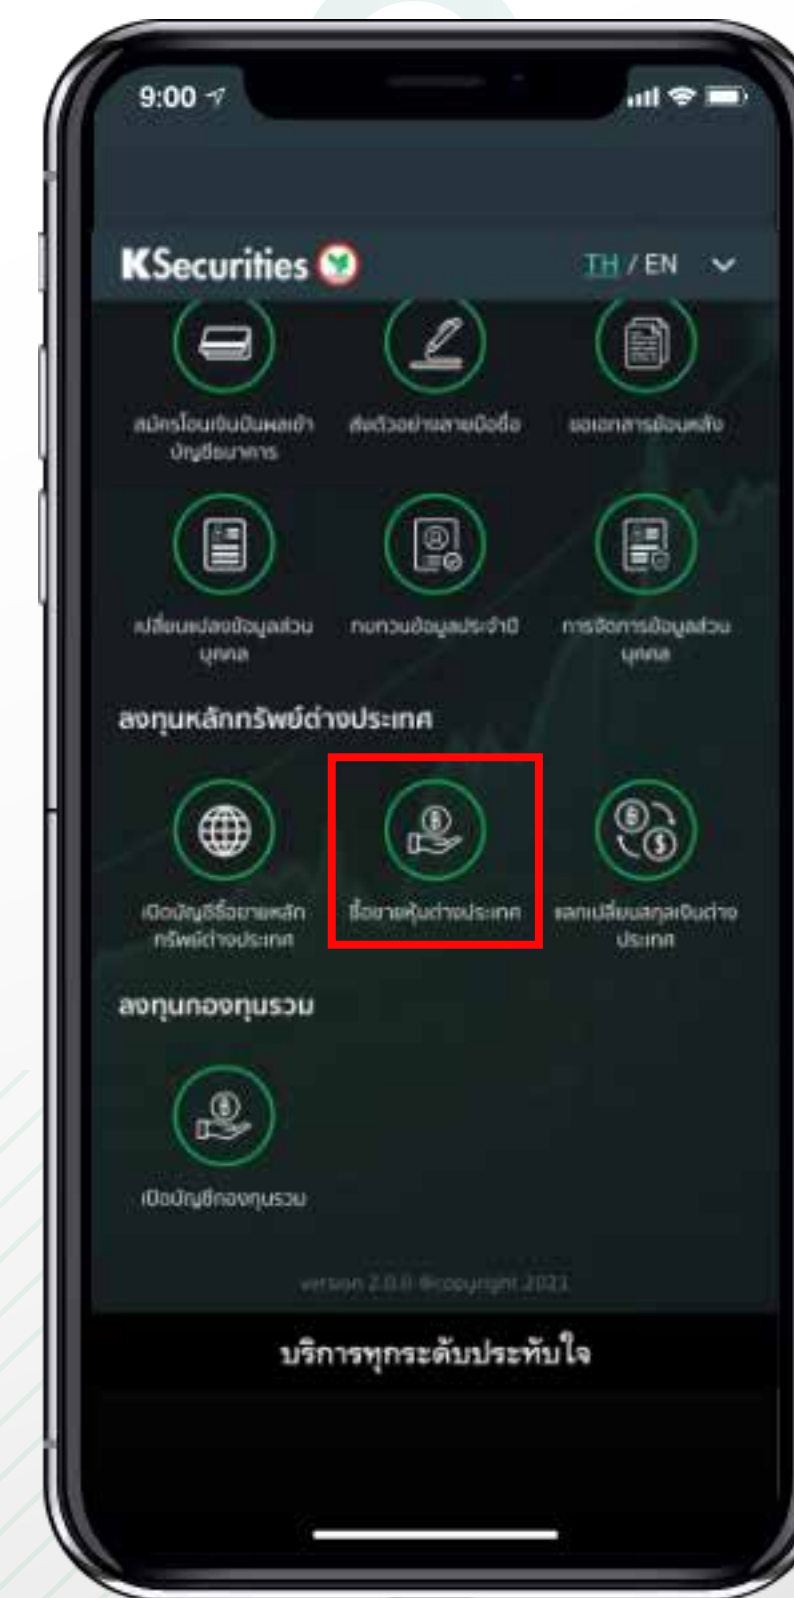 9:00
KSecurities
TH / EN
สมัครโอนเงินปันผลเข้า
บัญชีธนาคาร
ส่งตัวอย่างลายมือชื่อ
ขอเอกสารย้อนหลัง
เปลี่ยนแปลงข้อมูลส่วน
บุคคล
ทบทวนข้อมูลประจำปี
การจัดการข้อมูลส่วน
บุคคล
ลงทุนหลักทรัพย์ต่างประเทศ
เปิดบัญชีซื้อขายหลัก
ทรัพย์ต่างประเทศ
ซื้อขายหุ้นต่างประเทศ
แลกเปลี่ยนสกุลเงินต่าง
ประเทศ
ลงทุนกองทุนรวม
เปิดบัญชีกองทุนรวม
version 2.0.0 ©copyright
บริการทุกระดับประทับใจ